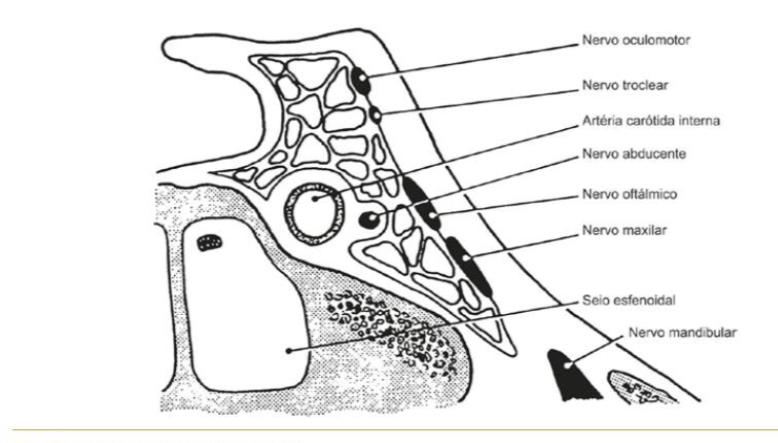 Nervo oculomotor
Nervo troclear
Artéria carótida interna
Nervo abducente
Nervo oftálmico
Nervo maxilar
Seio esfenoidal
Nervo mandibular